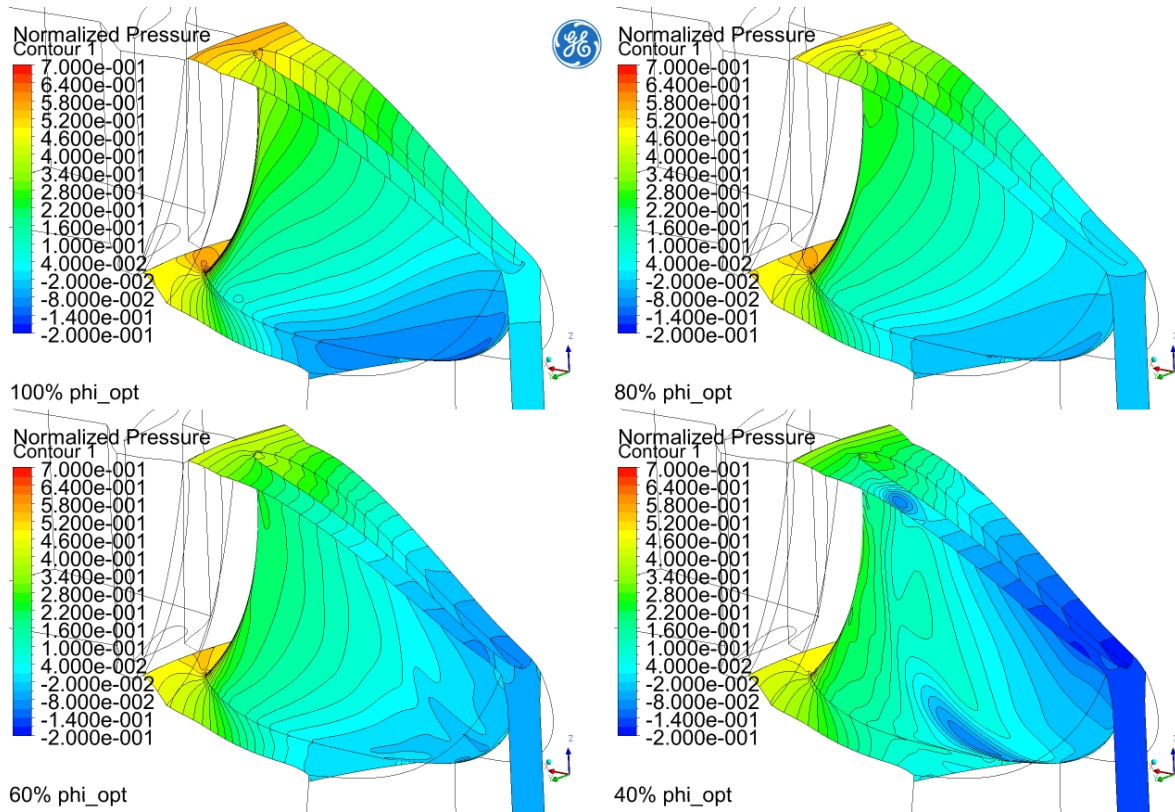 Normalized Pressure
Contour 1
7.000e-001
6.400e-001
5.800e-001
5.200e-001
4.600e-001
4.000e-001
3.400e-001
2.800e-001
2.200e-001
1.600e-001
1.000e-001
4.000e-002
-2.000e-002
-8.000e-002
-1.400e-001
-2.000e-001
Z
100% phi_opt
GE
Normalized Pressure
Contour 1
7.000e-001
6.400e-001
5.800e-001
5.200e-001
4.600e-001
4.000e-001
3.400e-001
2.800e-001
2.200e-001
1.600e-001
1.000e-001
4.000e-002
-2.000e-002
-8.000e-002
-1.400e-001
-2.000e-001
Z
80% phi_opt
Normalized Pressure
Contour 1
7.000e-001
6.400e-001
5.800e-001
5.200e-001
4.600e-001
4.000e-001
3.400e-001
2.800e-001
2.200e-001
1.600e-001
1.000e-001
4.000e-002
-2.000e-002
-8.000e-002
-1.400e-001
-2.000e-001
Z
60% phi_opt
Normalized Pressure
Contour 1
7.000e-001
6.400e-001
5.800e-001
5.200e-001
4.600e-001
4.000e-001
3.400e-001
2.800e-001
2.200e-001
1.600e-001
1.000e-001
4.000e-002
-2.000e-002
-8.000e-002
-1.400e-001
-2.000e-001
Z
40% phi_opt